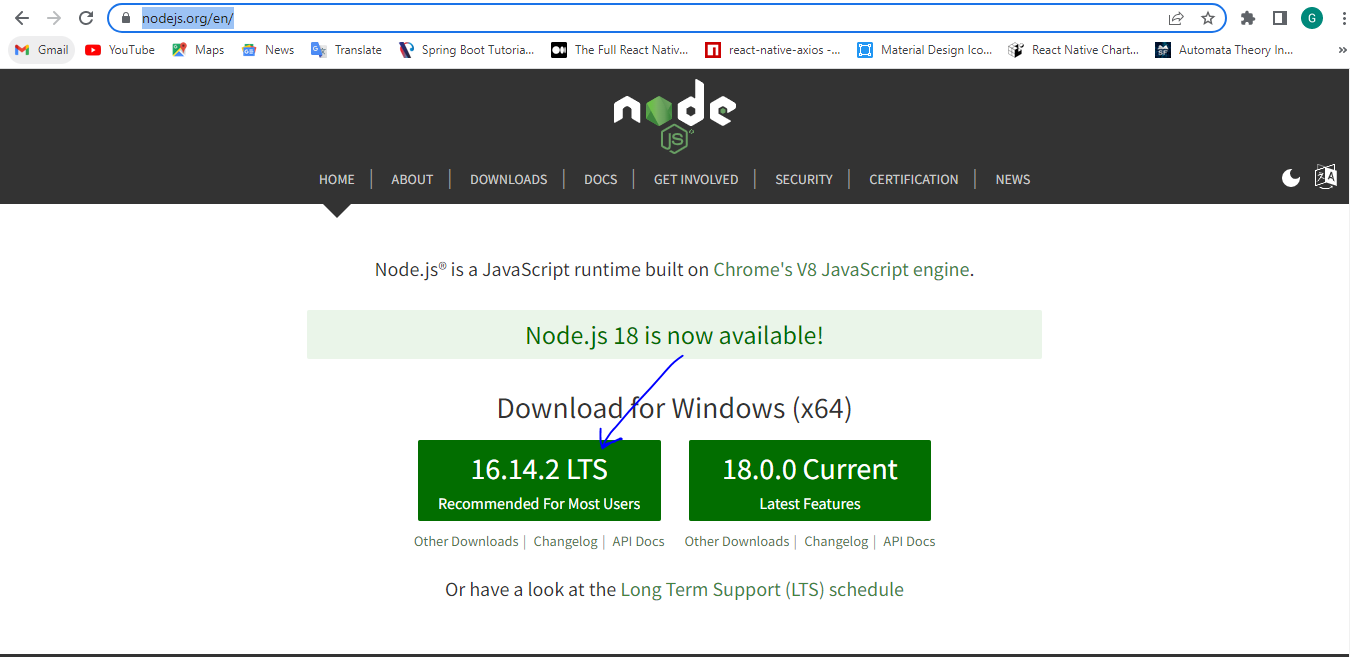 nodejs.org/en/
G
Gmail YouTube Maps News Translate Spring Boot Tutoria... The Full React Nativ... react-native-axios -... Material Design Ico... React Native Chart... Automata Theory In... »
node
JS
HOME | ABOUT | DOWNLOADS | DOCS | GET INVOLVED | SECURITY | CERTIFICATION | NEWS
Node.js® is a JavaScript runtime built on Chrome's V8 JavaScript engine.
Node.js 18 is now available!
Download for Windows (x64)
16.14.2 LTS 18.0.0 Current
Recommended For Most Users Latest Features
Other Downloads | Changelog | API Docs Other Downloads | Changelog | API Docs
Or have a look at the Long Term Support (LTS) schedule